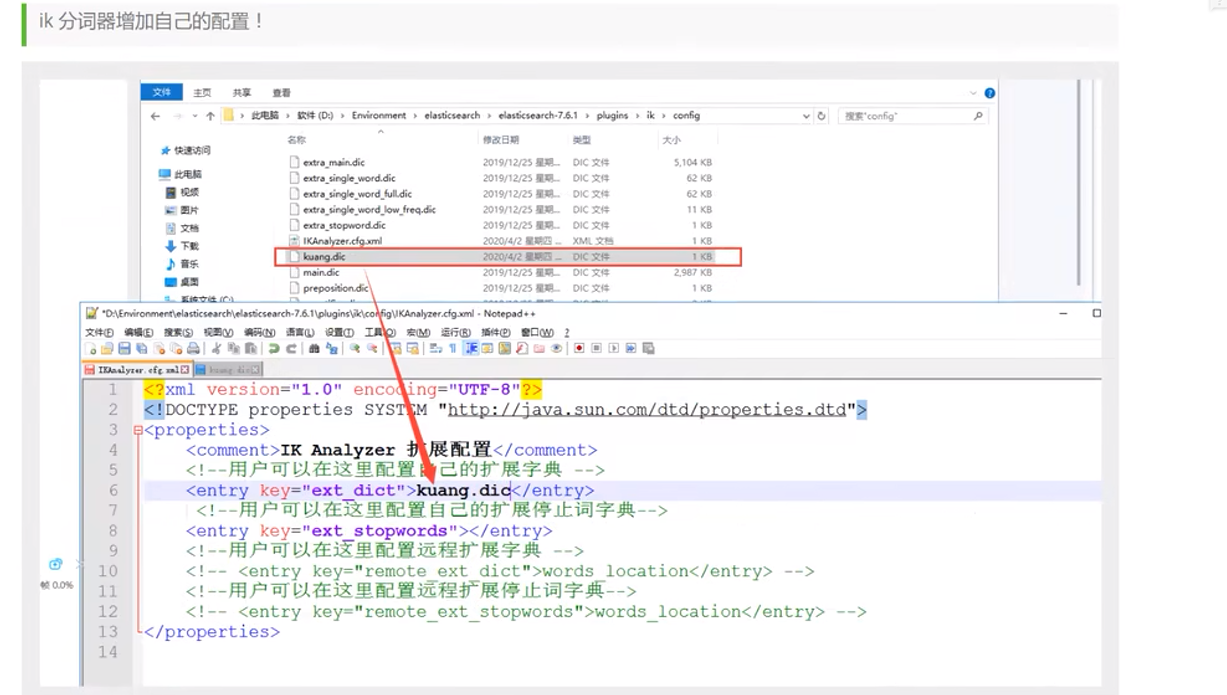 ik 分词器增加自己的配置！
文件 主页 共享 查看
此电脑 › 软件 (D:) › Environment › elasticsearch › elasticsearch-7.6.1 › plugins › ik › config 搜索"config"
名称 修改日期 类型 大小
快速访问
此电脑
视频
图片
文档
下载
音乐
桌面
系统文件 (C:)
extra_main.dic 2019/12/25 星期... DIC 文件 5,104 KB
extra_single_word.dic 2019/12/25 星期... DIC 文件 62 KB
extra_single_word_full.dic 2019/12/25 星期... DIC 文件 62 KB
extra_single_word_low_freq.dic 2019/12/25 星期... DIC 文件 11 KB
extra_stopword.dic 2019/12/25 星期... DIC 文件 1 KB
IKAnalyzer.cfg.xml 2020/4/2 星期四 ... XML 文档 1 KB
kuang.dic 2020/4/2 星期四 ... DIC 文件 1 KB
main.dic 2019/12/25 星期... DIC 文件 2,987 KB
preposition.dic 2019/12/25 星期... DIC 文件 1 KB
*D:\Environment\elasticsearch\elasticsearch-7.6.1\plugins\ik\config\IKAnalyzer.cfg.xml - Notepad++
文件(F) 编辑(E) 搜索(S) 视图(V) 编码(N) 语言(L) 设置(T) 工具(O) 宏(M) 运行(R) 插件(P) 窗口(W) ?
IKAnalyzer.cfg.xml kuang.dic
1 <?xml version="1.0" encoding="UTF-8"?>
2 <!DOCTYPE properties SYSTEM "http://java.sun.com/dtd/properties.dtd">
3 <properties>
4 <comment>IK Analyzer 扩展配置</comment>
5 <!--用户可以在这里配置自己的扩展字典 -->
6 <entry key="ext_dict">kuang.dic</entry>
7 <!--用户可以在这里配置自己的扩展停止词字典-->
8 <entry key="ext_stopwords"></entry>
9 <!--用户可以在这里配置远程扩展字典 -->
10 <!-- <entry key="remote_ext_dict">words_location</entry> -->
11 <!--用户可以在这里配置远程扩展停止词字典-->
12 <!-- <entry key="remote_ext_stopwords">words_location</entry> -->
13 </properties>
14
帧 0.0%